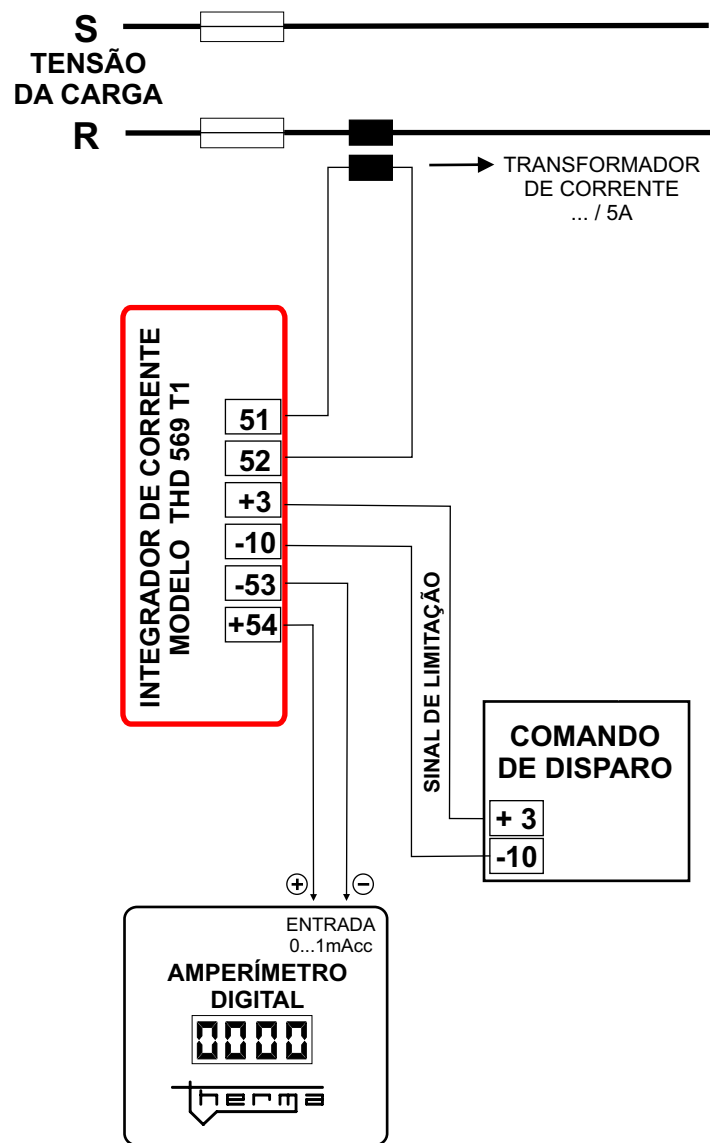 S
TENSÃO
DA CARGA
R
TRANSFORMADOR
DE CORRENTE
... / 5A
INTEGRADOR DE CORRENTE
MODELO THD 569 T1
51
52
+3
-10
-53
+54
SINAL DE LIMITAÇÃO
COMANDO
DE DISPARO
+ 3
-10
+
−
ENTRADA
0...1mAcc
AMPERÍMETRO
DIGITAL
0000
therma